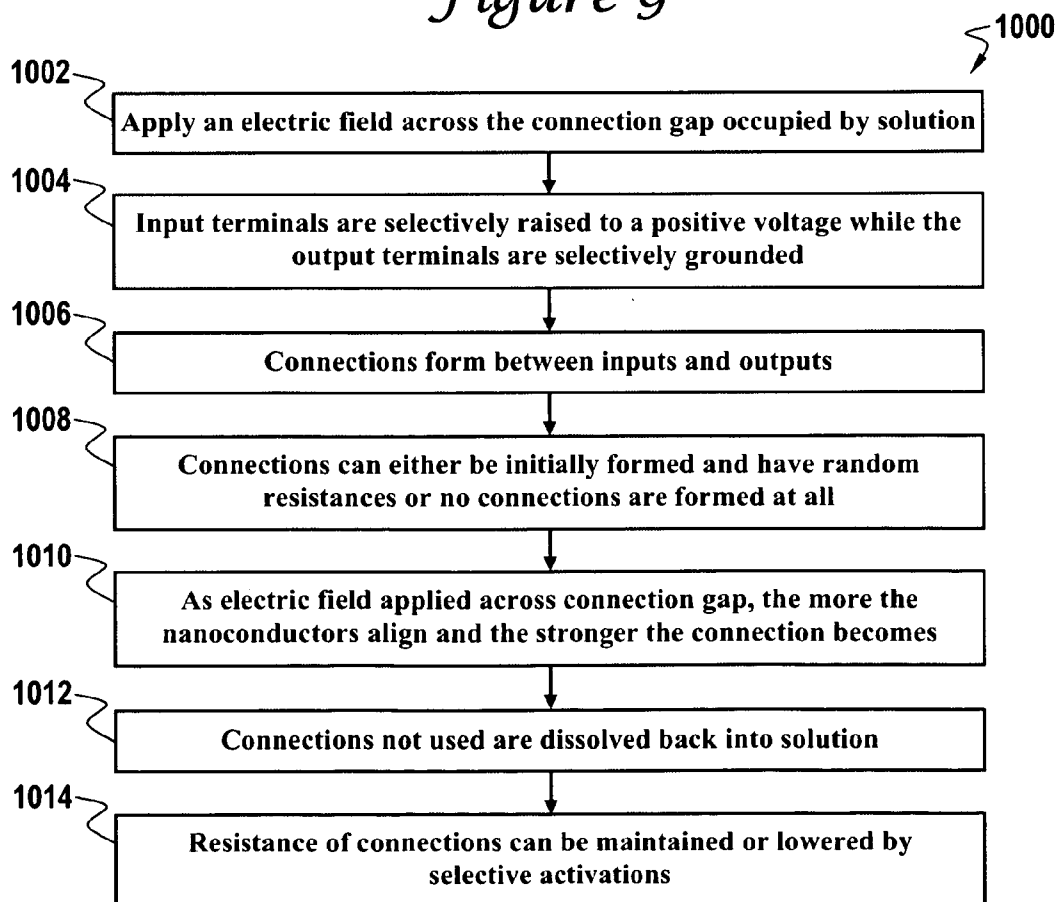 Figure 9
1000
1002
Apply an electric field across the connection gap occupied by solution
1004
Input terminals are selectively raised to a positive voltage while the
output terminals are selectively grounded
1006
Connections form between inputs and outputs
1008
Connections can either be initially formed and have random
resistances or no connections are formed at all
1010
As electric field applied across connection gap, the more the
nanoconductors align and the stronger the connection becomes
1012
Connections not used are dissolved back into solution
1014
Resistance of connections can be maintained or lowered by
selective activations